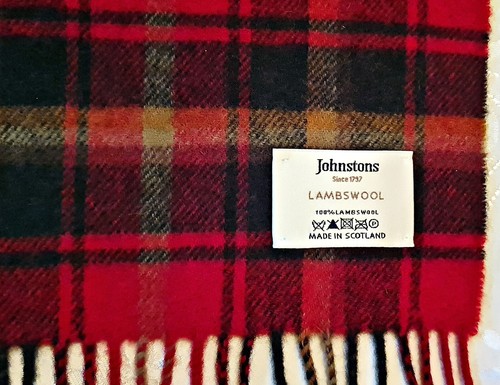 Johnstons
Since 1797
LAMBSWOOL
100% LAMBSWOOL
MADE IN SCOTLAND